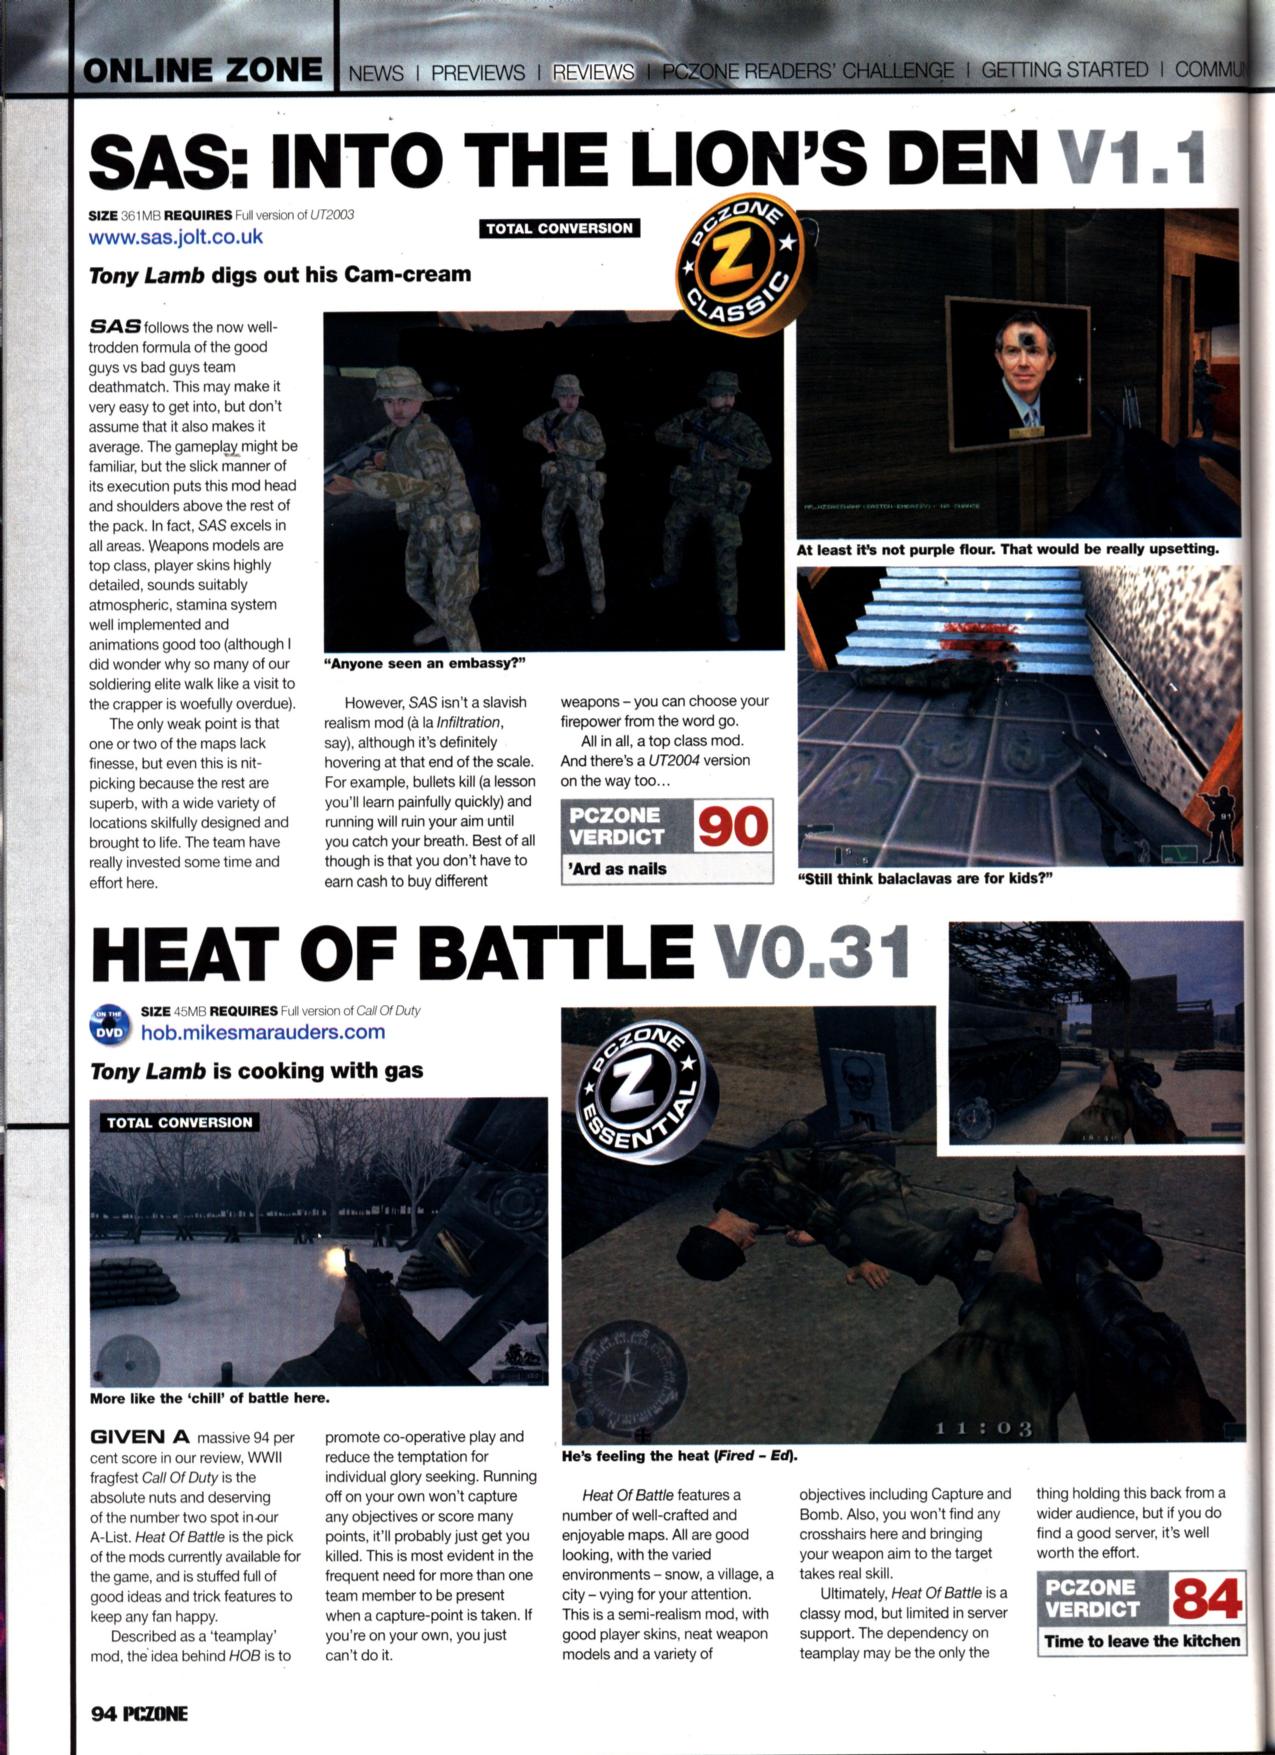 ONLINE ZONE
NEWS | PREVIEWS | REVIEWS | PCZONE READERS' CHALLENGE | GETTING STARTED | COMMU
SAS: INTO THE LION'S DEN V1.1
SIZE 361MB REQUIRES Full version of UT2003
www.sas.jolt.co.uk
TOTAL CONVERSION
PCZONE
Z
CLASSIC
Tony Lamb digs out his Cam-cream
SAS follows the now well-
trodden formula of the good
guys vs bad guys team
deathmatch. This may make it
very easy to get into, but don't
assume that it also makes it
average. The gameplay might be
familiar, but the slick manner of
its execution puts this mod head
and shoulders above the rest of
the pack. In fact, SAS excels in
all areas. Weapons models are
top class, player skins highly
detailed, sounds suitably
atmospheric, stamina system
well implemented and
animations good too (although I
did wonder why so many of our
soldiering elite walk like a visit to
the crapper is woefully overdue).
The only weak point is that
one or two of the maps lack
finesse, but even this is nit-
picking because the rest are
superb, with a wide variety of
locations skilfully designed and
brought to life. The team have
really invested some time and
effort here.
"Anyone seen an embassy?"
However, SAS isn't a slavish
realism mod (à la Infiltration,
say), although it's definitely
hovering at that end of the scale.
For example, bullets kill (a lesson
you'll learn painfully quickly) and
running will ruin your aim until
you catch your breath. Best of all
though is that you don't have to
earn cash to buy different
weapons – you can choose your
firepower from the word go.
All in all, a top class mod.
And there's a UT2004 version
on the way too...
PCZONE
VERDICT
90
'Ard as nails
At least it's not purple flour. That would be really upsetting.
91
"Still think balaclavas are for kids?"
HEAT OF BATTLE V0.31
ON THE
DVD
SIZE 45MB REQUIRES Full version of Call Of Duty
hob.mikesmarauders.com
Tony Lamb is cooking with gas
TOTAL CONVERSION
More like the 'chill' of battle here.
PCZONE
Z
ESSENTIAL
11:03
He's feeling the heat (Fired – Ed).
GIVEN A massive 94 per
cent score in our review, WWII
fragfest Call Of Duty is the
absolute nuts and deserving
of the number two spot in our
A-List. Heat Of Battle is the pick
of the mods currently available for
the game, and is stuffed full of
good ideas and trick features to
keep any fan happy.
Described as a 'teamplay'
mod, the idea behind HOB is to
promote co-operative play and
reduce the temptation for
individual glory seeking. Running
off on your own won't capture
any objectives or score many
points, it'll probably just get you
killed. This is most evident in the
frequent need for more than one
team member to be present
when a capture-point is taken. If
you're on your own, you just
can't do it.
Heat Of Battle features a
number of well-crafted and
enjoyable maps. All are good
looking, with the varied
environments – snow, a village, a
city – vying for your attention.
This is a semi-realism mod, with
good player skins, neat weapon
models and a variety of
objectives including Capture and
Bomb. Also, you won't find any
crosshairs here and bringing
your weapon aim to the target
takes real skill.
Ultimately, Heat Of Battle is a
classy mod, but limited in server
support. The dependency on
teamplay may be the only the
thing holding this back from a
wider audience, but if you do
find a good server, it's well
worth the effort.
PCZONE
VERDICT
84
Time to leave the kitchen
94 PCZONE